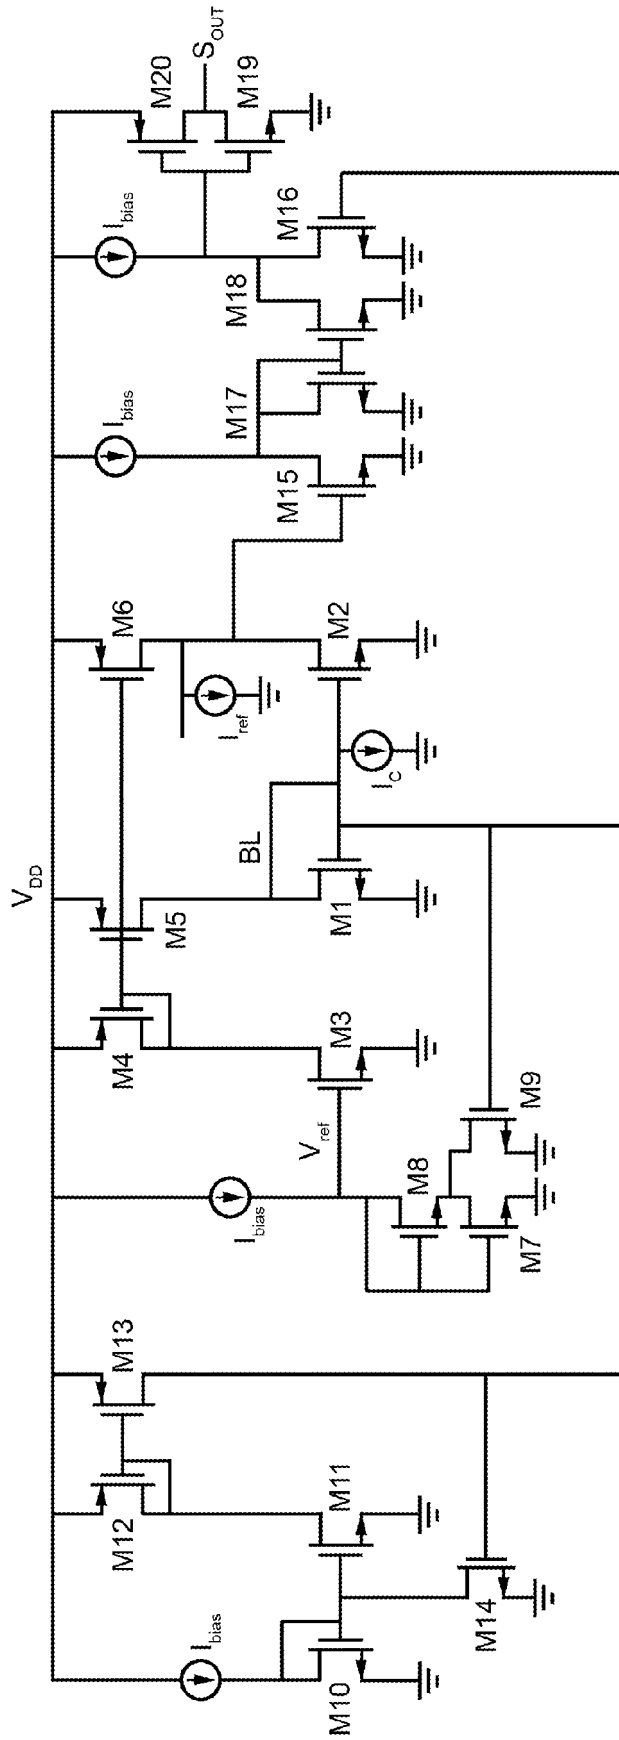 V_DD
I_bias
M10
M11
M12
M13
M14
I_bias
V_ref
M8
M7
M9
M4
M3
M5
BL
M1
I_C
M6
I_ref
M2
I_bias
M15
M17
M18
I_bias
M16
M20
M19
S_OUT